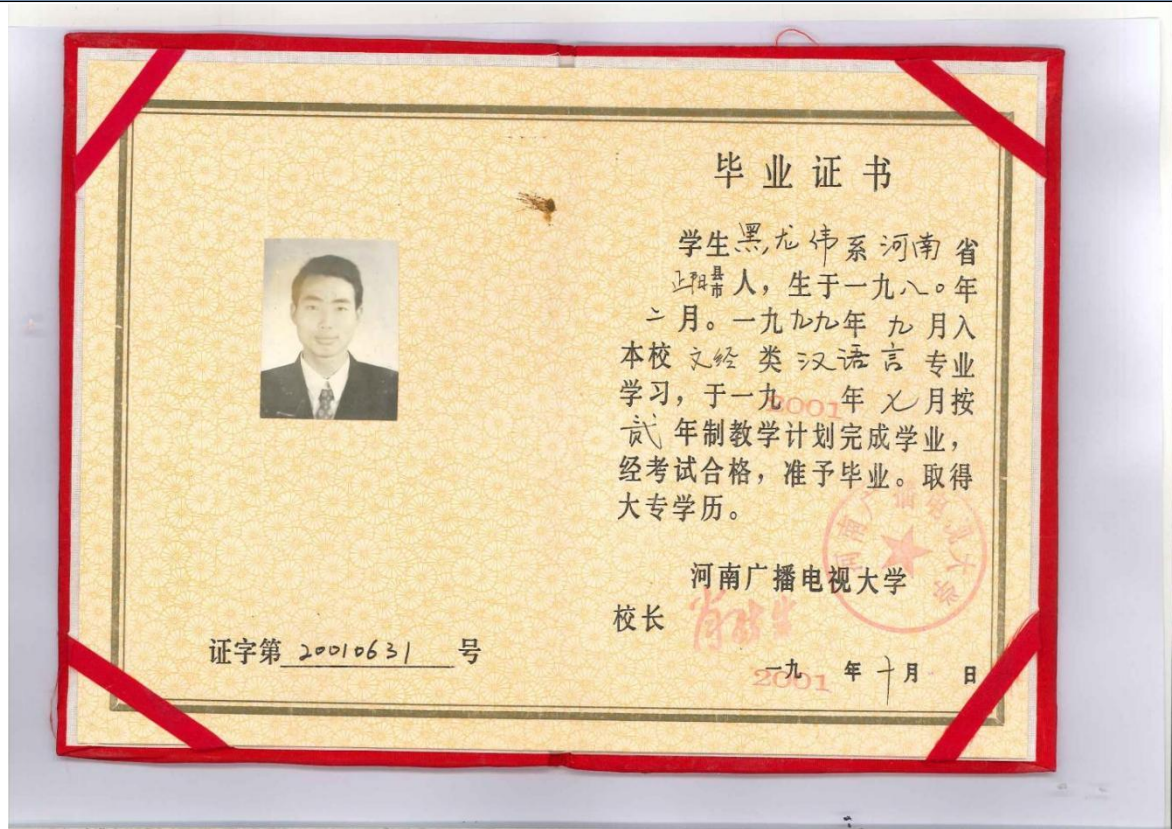 毕业证书
学生黑龙伟系河南省
正阳县市人，生于一九八〇年
二月。一九九九年九月入
本校文经类汉语言专业
学习，于一九2001年七月按
贰年制教学计划完成学业，
经考试合格，准予毕业。取得
大专学历。
河南广播电视大学
校长
一九2001年十月 日
证字第20010631号